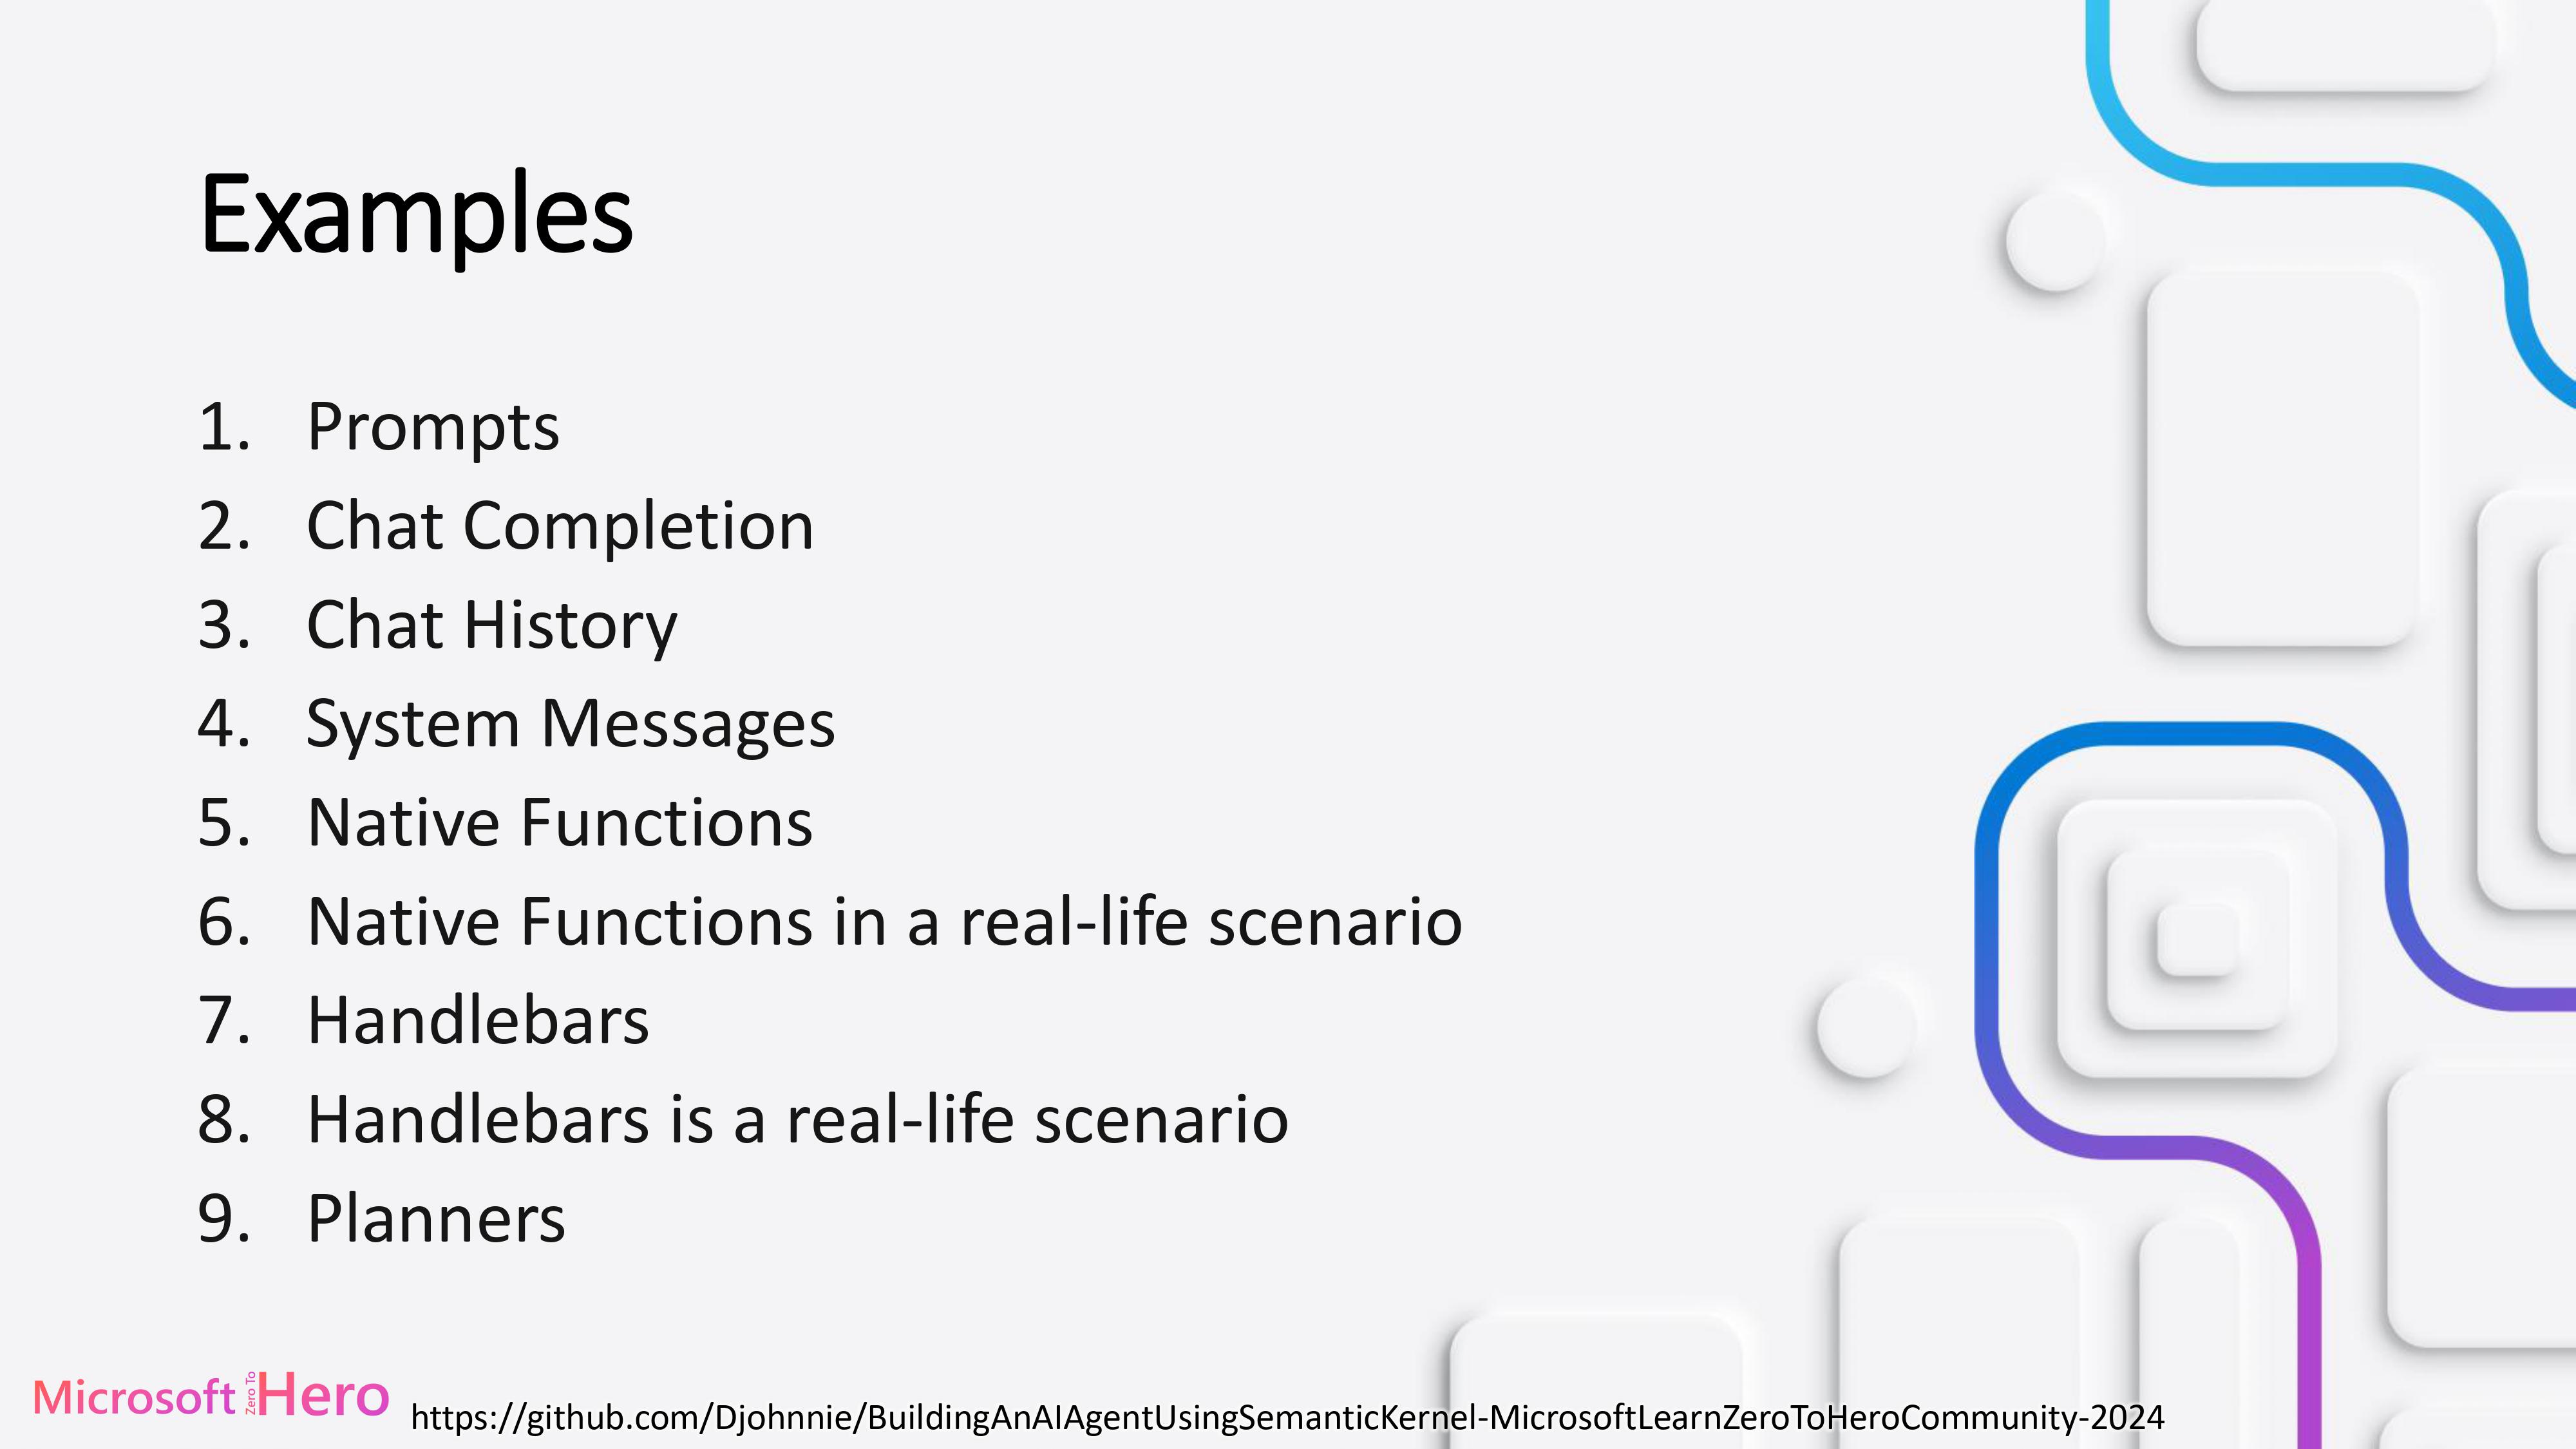 Examples
1. Prompts
2. Chat Completion
3. Chat History
4. System Messages
5. Native Functions
6. Native Functions in a real-life scenario
7. Handlebars
8. Handlebars is a real-life scenario
9. Planners
Microsoft Zero To Hero
https://github.com/Djohnnie/BuildingAnAIAgentUsingSemanticKernel-MicrosoftLearnZeroToHeroCommunity-2024